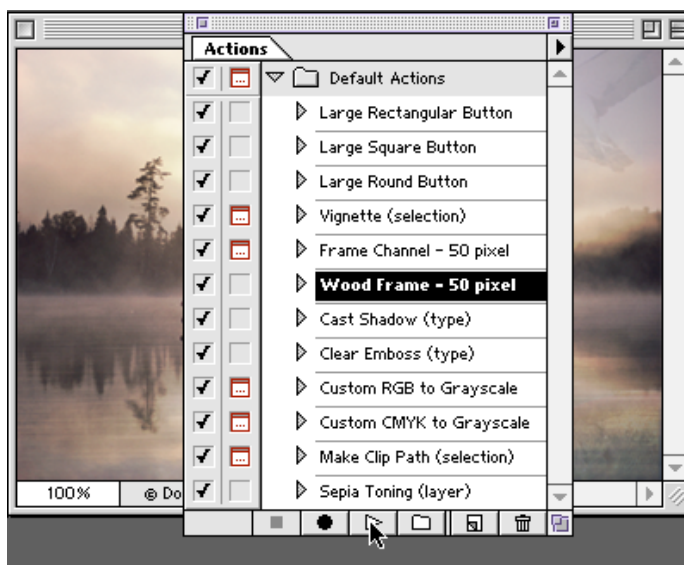 Actions
Default Actions
Large Rectangular Button
Large Square Button
Large Round Button
Vignette (selection)
Frame Channel - 50 pixel
Wood Frame - 50 pixel
Cast Shadow (type)
Clear Emboss (type)
Custom RGB to Grayscale
Custom CMYK to Grayscale
Make Clip Path (selection)
Sepia Toning (layer)
100% © Do